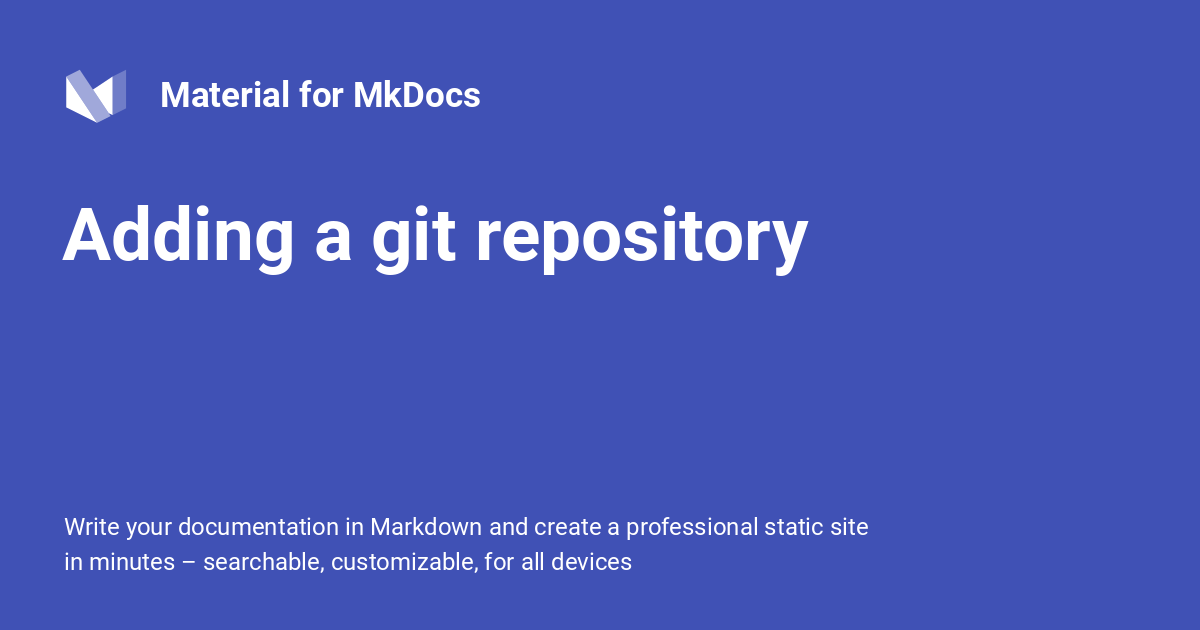 Material for MkDocs
Adding a git repository
Write your documentation in Markdown and create a professional static site
in minutes – searchable, customizable, for all devices